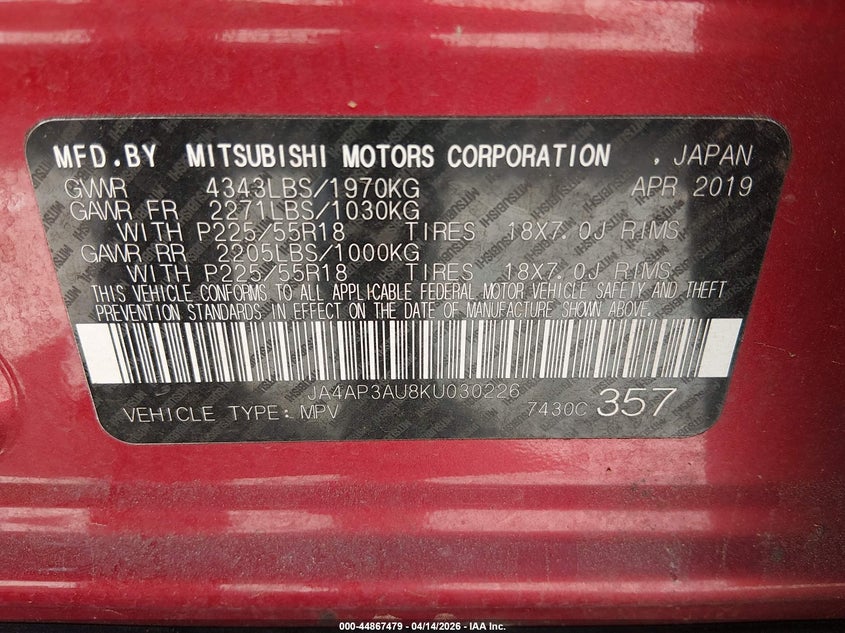 MFD.BY MITSUBISHI MOTORS CORPORATION , JAPAN
GVWR 4343LBS/1970KG APR 2019
GAWR FR 2271LBS/1030KG
WITH P225/55R18 TIRES 18X7.0J RIMS
GAWR RR 2205LBS/1000KG
WITH P225/55R18 TIRES 18X7.0J RIMS
THIS VEHICLE CONFORMS TO ALL APPLICABLE FEDERAL MOTOR VEHICLE SAFETY AND THEFT
PREVENTION STANDARDS IN EFFECT ON THE DATE OF MANUFACTURE SHOWN ABOVE.
JA4AP3AU8KU030226
VEHICLE TYPE: MPV 7430C 357
000-44867479 — 04/14/2026 — IAA Inc.